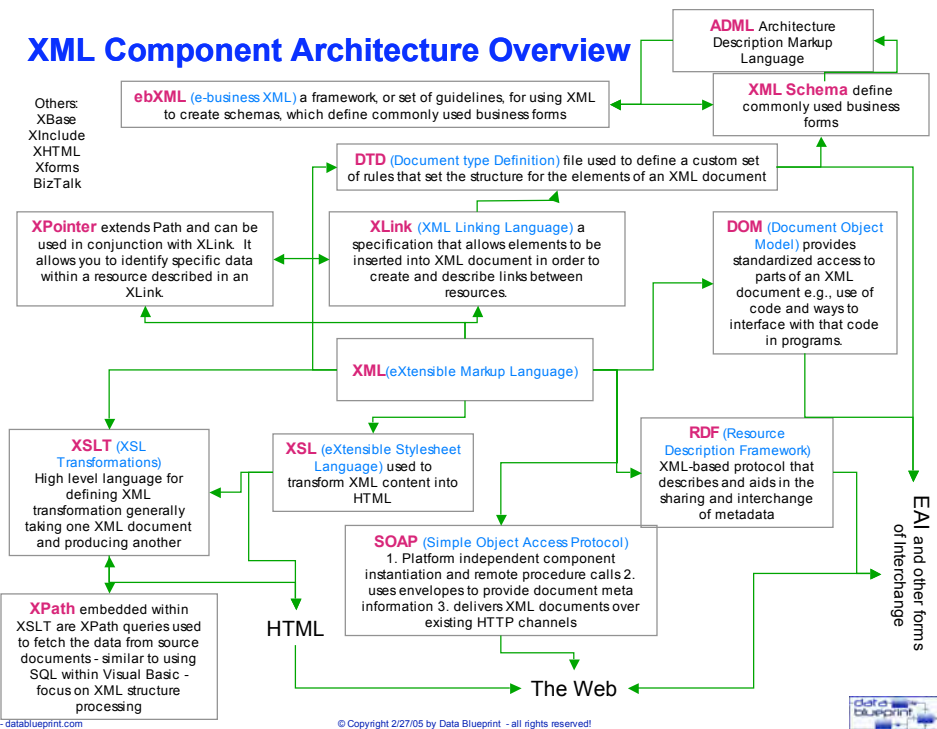 XML Component Architecture Overview
ADML Architecture
Description Markup
Language
Others:
XBase
XInclude
XHTML
Xforms
BizTalk
ebXML (e-business XML) a framework, or set of guidelines, for using XML
to create schemas, which define commonly used business forms
XML Schema define
commonly used business
forms
DTD (Document type Definition) file used to define a custom set
of rules that set the structure for the elements of an XML document
XPointer extends Path and can be
used in conjunction with XLink. It
allows you to identify specific data
within a resource described in an
XLink.
XLink (XML Linking Language) a
specification that allows elements to be
inserted into XML document in order to
create and describe links between
resources.
DOM (Document Object
Model) provides
standardized access to
parts of an XML
document e.g., use of
code and ways to
interface with that code
in programs.
XML(eXtensible Markup Language)
XSLT (XSL
Transformations)
High level language for
defining XML
transformation generally
taking one XML document
and producing another
XSL (eXtensible Stylesheet
Language) used to
transform XML content into
HTML
RDF (Resource
Description Framework)
XML-based protocol that
describes and aids in the
sharing and interchange
of metadata
EAI and other forms
of Interchange
SOAP (Simple Object Access Protocol)
1. Platform independent component
instantiation and remote procedure calls 2.
uses envelopes to provide document meta
information 3. delivers XML documents over
existing HTTP channels
XPath embedded within
XSLT are XPath queries used
to fetch the data from source
documents - similar to using
SQL within Visual Basic -
focus on XML structure
processing
HTML
The Web
- datablueprint.com
© Copyright 2/27/05 by Data Blueprint - all rights reserved!
data
blueprint